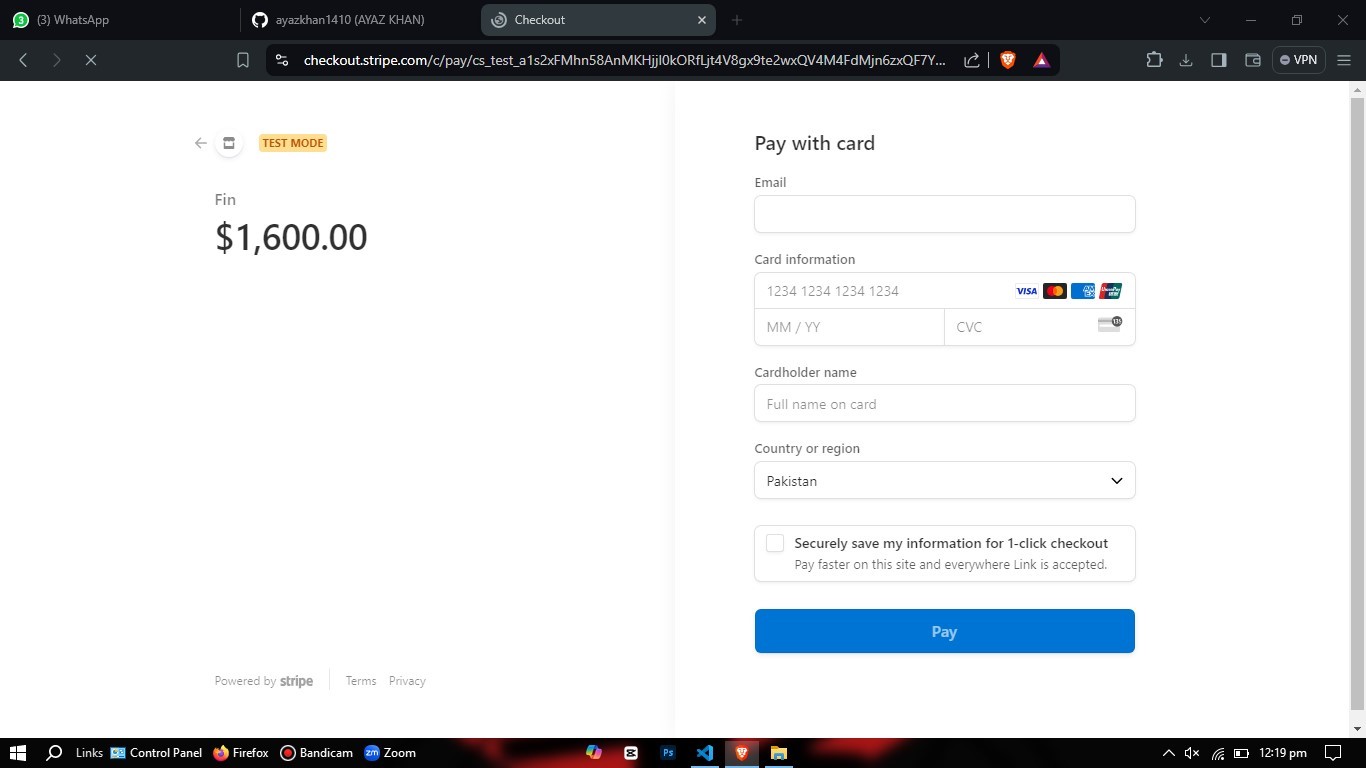 (3) WhatsApp
ayazkhan1410 (AYAZ KHAN)
Checkout
checkout.stripe.com/c/pay/cs_test_a1s2xFMhn58AnMKHjjI0kORfLjt4V8gx9te2wxQV4M4FdMjn6zxQF7Y...
VPN
TEST MODE
Fin
$1,600.00
Pay with card
Email
Card information
1234 1234 1234 1234
VISA
MM / YY
CVC
Cardholder name
Full name on card
Country or region
Pakistan
Securely save my information for 1-click checkout
Pay faster on this site and everywhere Link is accepted.
Pay
Powered by stripe
Terms
Privacy
Links
Control Panel
Firefox
Bandicam
zm Zoom
Ps
12:19 pm